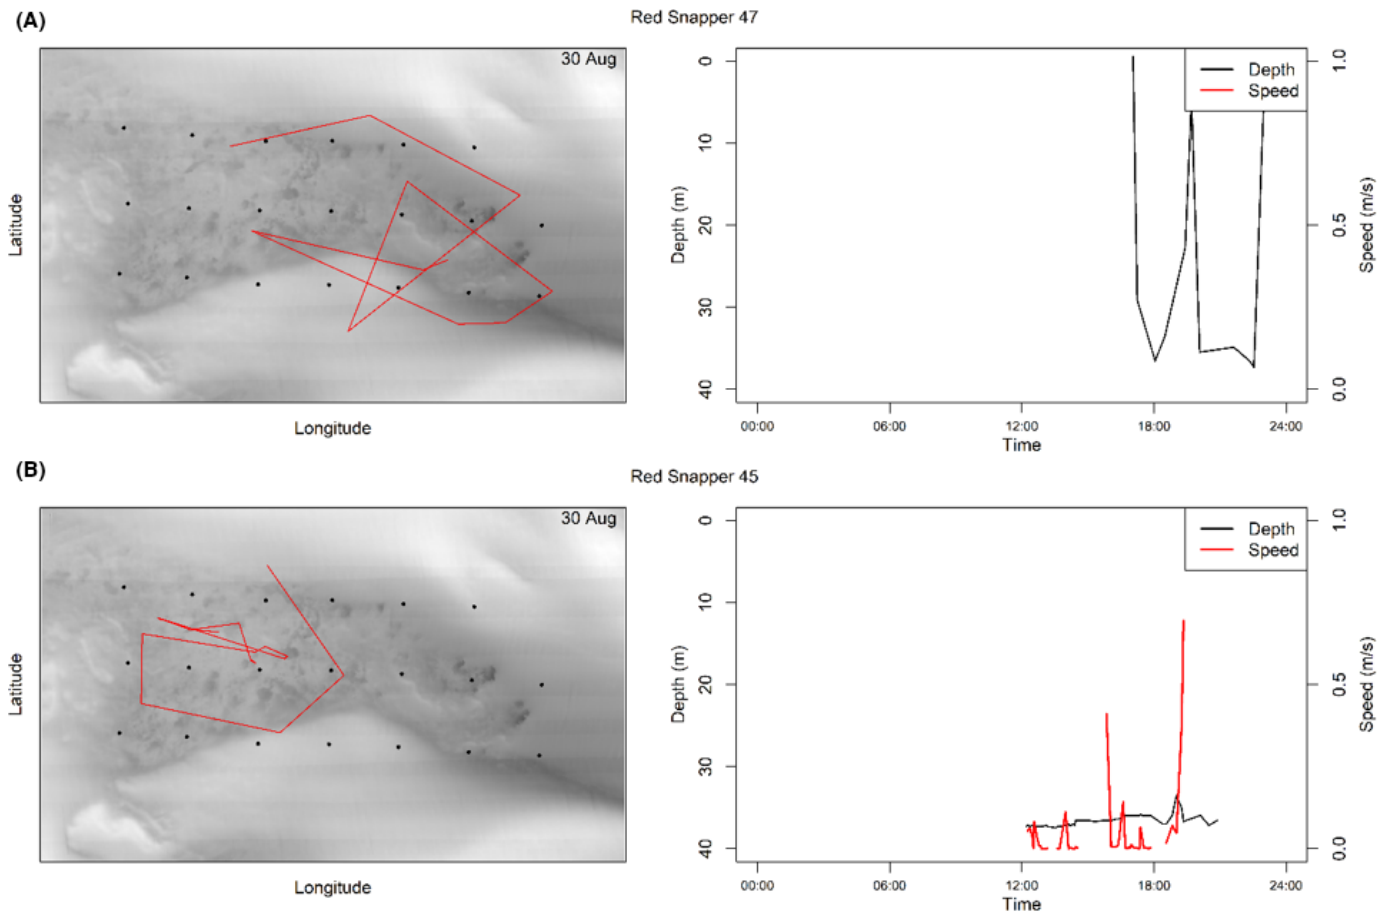 (A)
Red Snapper 47
30 Aug
Latitude
Longitude
0
10
20
30
40
Depth (m)
Depth
Speed
1.0
0.5
0.0
Speed (m/s)
00:00 06:00 12:00 18:00 24:00
Time
(B)
Red Snapper 45
30 Aug
Latitude
Longitude
0
10
20
30
40
Depth (m)
Depth
Speed
1.0
0.5
0.0
Speed (m/s)
00:00 06:00 12:00 18:00 24:00
Time